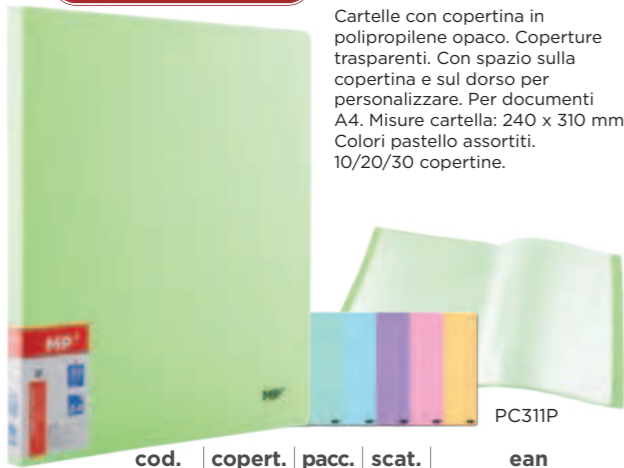 Cartelle con copertina in
polipropilene opaco. Coperture
trasparenti. Con spazio sulla
copertina e sul dorso per
personalizzare. Per documenti
A4. Misure cartella: 240 x 310 mm
Colori pastello assortiti.
10/20/30 copertine.
MP
A4
MP
PC311P
cod. copert. pacc. scat. ean